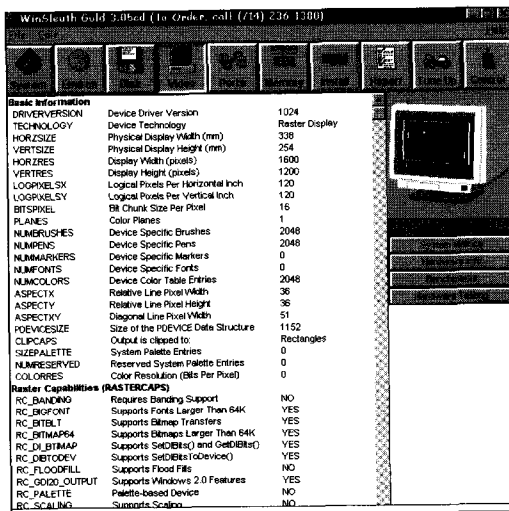 WinSleuth Gold 3.05cd (To Order, call (714) 236-1380)
Basic Information
DRIVERVERSION Device Driver Version 1024
TECHNOLOGY Device Technology Raster Display
HORZSIZE Physical Display Width (mm) 338
VERTSIZE Physical Display Height (mm) 254
HORZRES Display Width (pixels) 1600
VERTRES Display Height (pixels) 1200
LOGPIXELSX Logical Pixels Per Horizontal Inch 120
LOGPIXELSY Logical Pixels Per Vertical Inch 120
BITSPIXEL Bit Chunk Size Per Pixel 16
PLANES Color Planes 1
NUMBRUSHES Device Specific Brushes 2048
NUMPENS Device Specific Pens 2048
NUMMARKERS Device Specific Markers 0
NUMFONTS Device Specific Fonts 0
NUMCOLORS Device Color Table Entries 2048
ASPECTX Relative Line Pixel Width 36
ASPECTY Relative Line Pixel Height 36
ASPECTXY Diagonal Line Pixel Width 51
PDEVICESIZE Size of the PDEVICE Data Structure 1152
CLIPCAPS Output is clipped to: Rectangles
SIZEPALETTE System Palette Entries 0
NUMRESERVED Reserved System Palette Entries 0
COLORRES Color Resolution (Bits Per Pixel) 0
Raster Capabilities (RASTERCAPS)
RC_BANDING Requires Banding Support NO
RC_BIGFONT Supports Fonts Larger Than 64K YES
RC_BITBLT Supports Bitmap Transfers YES
RC_BITMAP64 Supports Bitmaps Larger Than 64K YES
RC_DI_BITMAP Supports SetDIBits() and GetDIBits() YES
RC_DIBTODEV Supports SetDIBitsToDevice() YES
RC_FLOODFILL Supports Flood Fills NO
RC_GDI20_OUTPUT Supports Windows 2.0 Features YES
RC_PALETTE Palette-based Device NO
RC_SCALING Supports Scaling NO